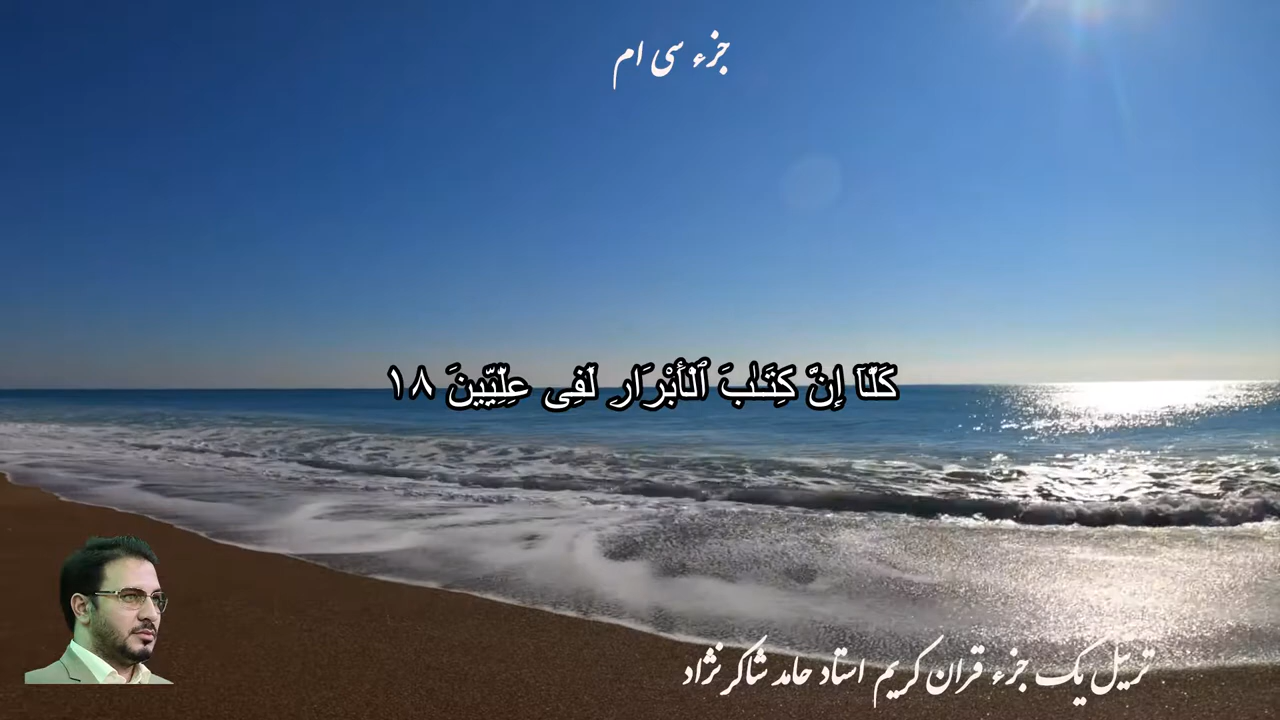 جزء سی ام
كَلَّآ إِنَّ كِتَـٰبَ ٱلْأَبْرَارِ لَفِى عِلِّيِّينَ ١٨
ترتیل یک جزء قران کریم استاد حامد شاکرنژاد